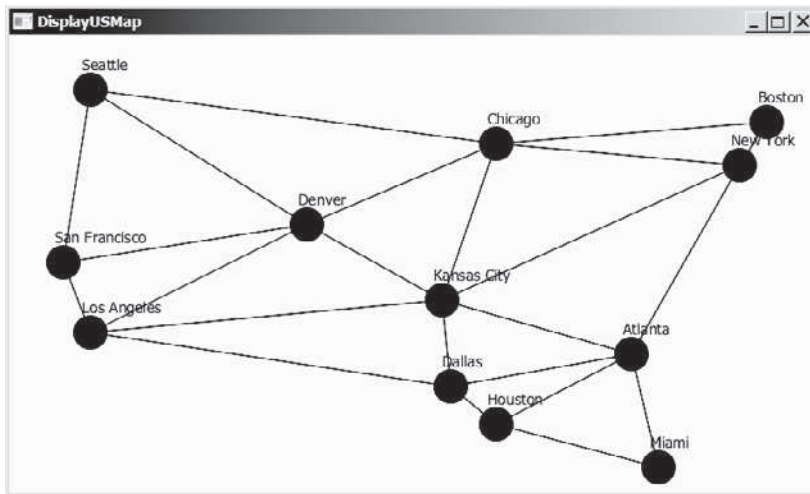 DisplayUSMap
Seattle
Boston
Chicago
New York
Denver
San Francisco
Kansas City
Los Angeles
Atlanta
Dallas
Houston
Miami